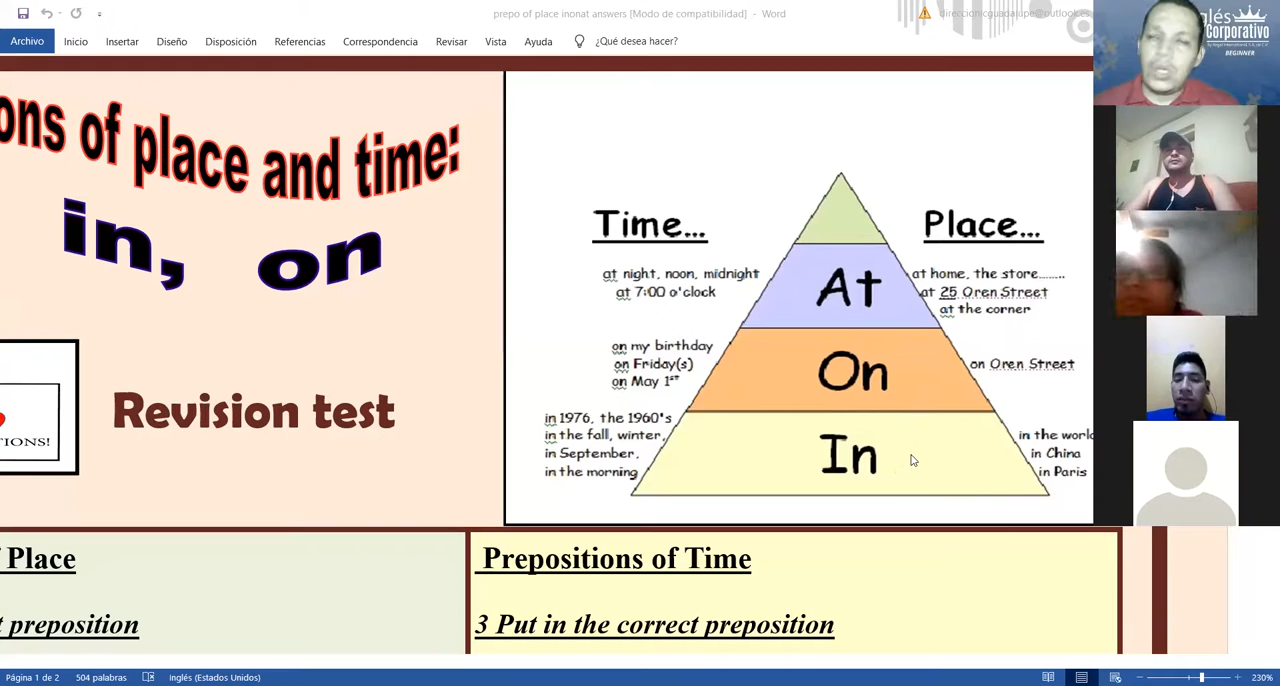 prepo of place inonat answers [Modo de compatibilidad] - Word
Archivo Inicio Insertar Diseño Disposición Referencias Correspondencia Revisar Vista Ayuda ¿Qué desea hacer?
Corporativo
BEGINNER
ons of place and time:
in, on
Revision test
IONS!
Time...
Place...
at night, noon, midnight
at 7:00 o'clock
at home, the store........
at 25 Oren Street
at the corner
At
on my birthday
on Friday(s)
on May 1st
On
on Oren Street
in 1976, the 1960's
in the fall, winter,
in September,
in the morning
In
in the world
in China
in Paris
Place
Prepositions of Time
t preposition
3 Put in the correct preposition
Página 1 de 2 504 palabras Inglés (Estados Unidos) 230%